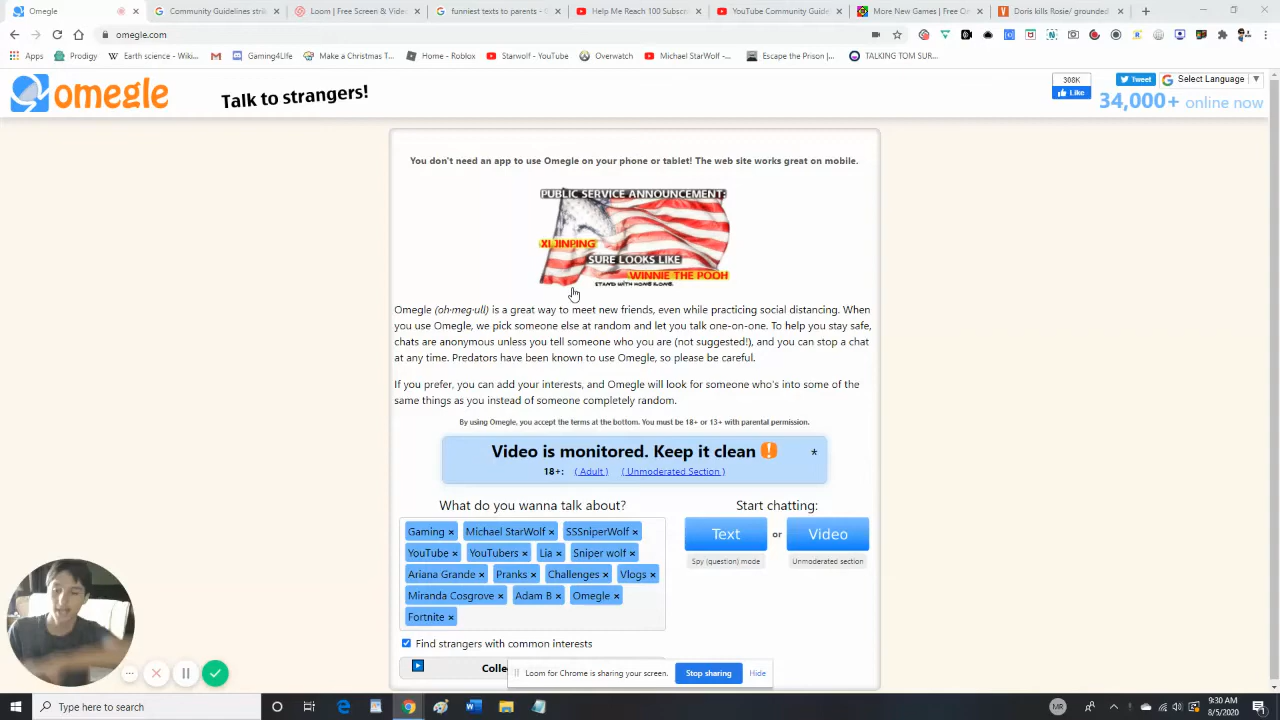 Omegle
Community Guidelines stri
Loom | Free Screen & Vide
funniest texts to parents - G
Help Me Reach 100 Subsc
YouTube Community Guide
More New Games | Free O
Doris kills Rosie/ grounded
omegle.com
Apps
Prodigy
Earth science - Wiki...
Gaming4Life
Make a Christmas T...
Home - Roblox
Starwolf - YouTube
Overwatch
Michael StarWolf -...
Escape the Prison |...
TALKING TOM SUR...
omegle
Talk to strangers!
308K
Like
Tweet
Select Language
34,000+ online now
You don't need an app to use Omegle on your phone or tablet! The web site works great on mobile.
PUBLIC SERVICE ANNOUNCEMENT:
XI JINPING
SURE LOOKS LIKE
WINNIE THE POOH
STAND WITH HONG KONG.
Omegle (oh·meg·ull) is a great way to meet new friends, even while practicing social distancing. When
you use Omegle, we pick someone else at random and let you talk one-on-one. To help you stay safe,
chats are anonymous unless you tell someone who you are (not suggested!), and you can stop a chat
at any time. Predators have been known to use Omegle, so please be careful.
If you prefer, you can add your interests, and Omegle will look for someone who's into some of the
same things as you instead of someone completely random.
By using Omegle, you accept the terms at the bottom. You must be 18+ or 13+ with parental permission.
Video is monitored. Keep it clean ! *
18+: (Adult) (Unmoderated Section)
What do you wanna talk about?
Start chatting:
Gaming × Michael StarWolf × SSSniperWolf ×
YouTube × YouTubers × Lia × Sniper wolf ×
Ariana Grande × Pranks × Challenges × Vlogs ×
Miranda Cosgrove × Adam B × Omegle ×
Fortnite ×
Text or Video
Spy (question) mode
Unmoderated section
Find strangers with common interests
Colle
Loom for Chrome is sharing your screen.
Stop sharing
Hide
Type here to search
MR
9:30 AM
8/5/2020